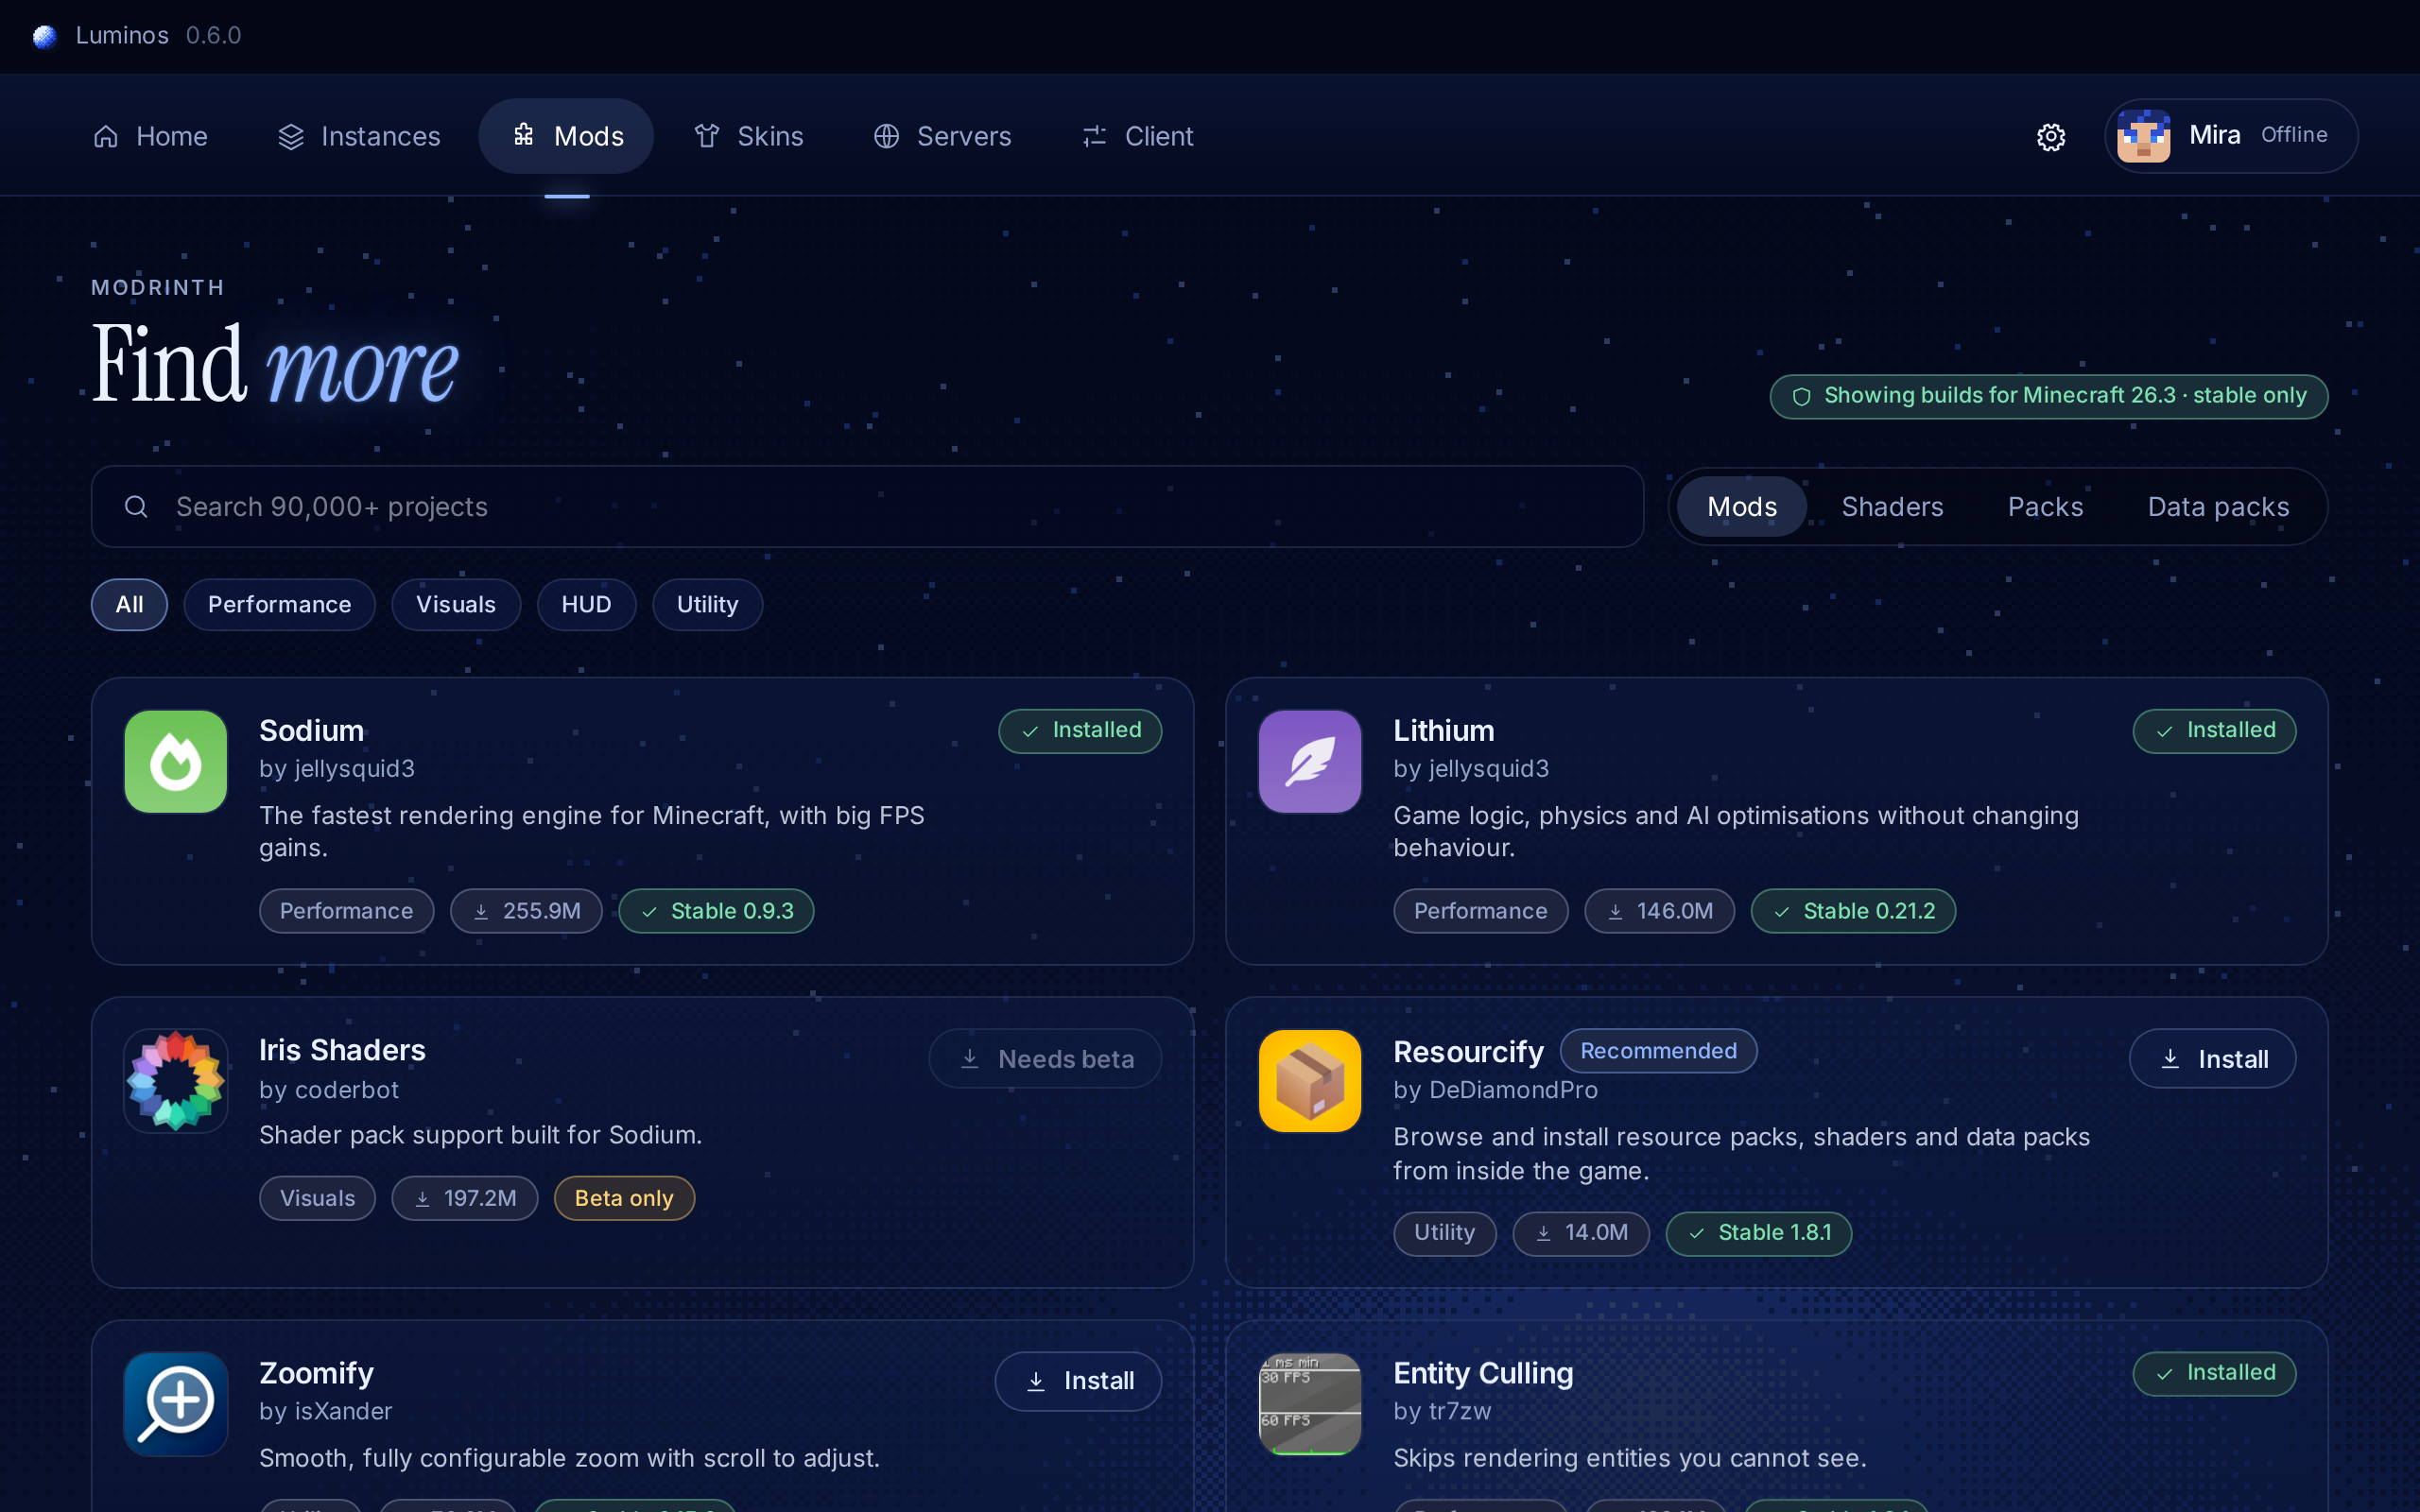 Luminos 0.6.0
Home Instances Mods Skins Servers Client Mira Offline
MODRINTH
Find more
Showing builds for Minecraft 26.3 · stable only
Search 90,000+ projects
Mods Shaders Packs Data packs
All Performance Visuals HUD Utility
Sodium
Installed
by jellysquid3
The fastest rendering engine for Minecraft, with big FPS
gains.
Performance 255.9M Stable 0.9.3
Lithium
Installed
by jellysquid3
Game logic, physics and AI optimisations without changing
behaviour.
Performance 146.0M Stable 0.21.2
Iris Shaders
Needs beta
by coderbot
Shader pack support built for Sodium.
Visuals 197.2M Beta only
Resourcify Recommended
Install
by DeDiamondPro
Browse and install resource packs, shaders and data packs
from inside the game.
Utility 14.0M Stable 1.8.1
Zoomify
Install
by isXander
Smooth, fully configurable zoom with scroll to adjust.
ms min
30 FPS
60 FPS
Entity Culling
Installed
by tr7zw
Skips rendering entities you cannot see.